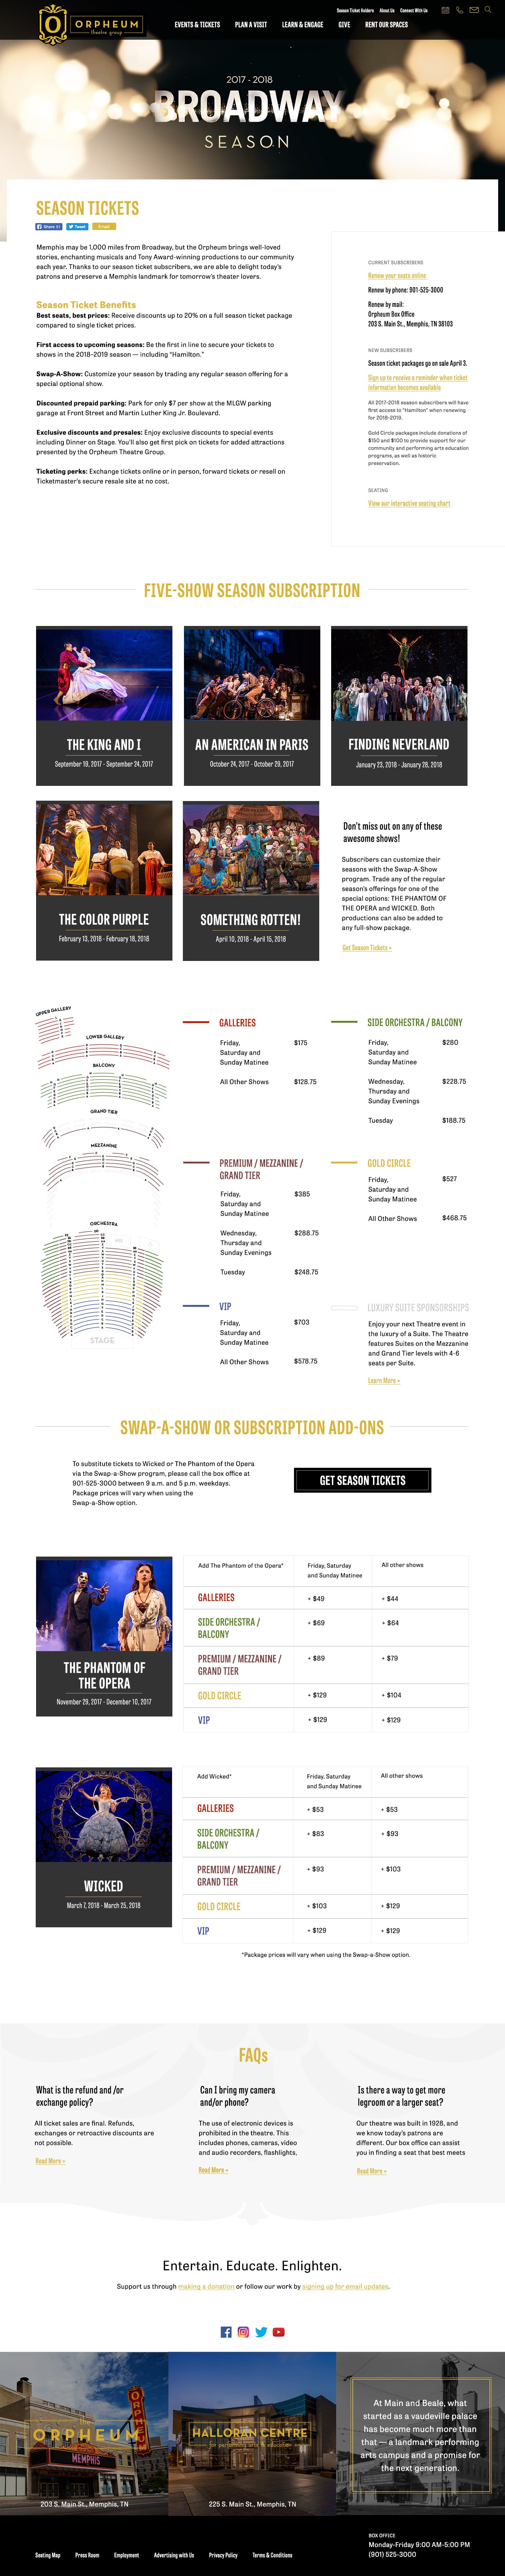 Season Ticket Holders About Us Connect With Us
ORPHEUM
theatre group
EVENTS & TICKETS PLAN A VISIT LEARN & ENGAGE GIVE RENT OUR SPACES
2017 - 2018
BROADWAY
SEASON
SEASON TICKETS
Share 51 Tweet Email
Memphis may be 1,000 miles from Broadway, but the Orpheum brings well-loved
stories, enchanting musicals and Tony Award-winning productions to our community
each year. Thanks to our season ticket subscribers, we are able to delight today's
patrons and preserve a Memphis landmark for tomorrow's theater lovers.
Season Ticket Benefits
Best seats, best prices: Receive discounts up to 20% on a full season ticket package
compared to single ticket prices.
First access to upcoming seasons: Be the first in line to secure your tickets to
shows in the 2018–2019 season — including "Hamilton."
Swap-A-Show: Customize your season by trading any regular season offering for a
special optional show.
Discounted prepaid parking: Park for only $7 per show at the MLGW parking
garage at Front Street and Martin Luther King Jr. Boulevard.
Exclusive discounts and presales: Enjoy exclusive discounts to special events
including Dinner on Stage. You'll also get first pick on tickets for added attractions
presented by the Orpheum Theatre Group.
Ticketing perks: Exchange tickets online or in person, forward tickets or resell on
Ticketmaster's secure resale site at no cost.
CURRENT SUBSCRIBERS
Renew your seats online
Renew by phone: 901-525-3000
Renew by mail:
Orpheum Box Office
203 S. Main St., Memphis, TN 38103
NEW SUBSCRIBERS
Season ticket packages go on sale April 3.
Sign up to receive a reminder when ticket
information becomes available
All 2017–2018 season subscribers will have
first access to "Hamilton" when renewing
for 2018–2019.
Gold Circle packages include donations of
$150 and $100 to provide support for our
community and performing arts education
programs, as well as historic
preservation.
SEATING
View our interactive seating chart
FIVE-SHOW SEASON SUBSCRIPTION
THE KING AND I
September 19, 2017 - September 24, 2017
AN AMERICAN IN PARIS
October 24, 2017 - October 29, 2017
FINDING NEVERLAND
January 23, 2018 - January 28, 2018
THE COLOR PURPLE
February 13, 2018 - February 18, 2018
SOMETHING ROTTEN!
April 10, 2018 - April 15, 2018
Don't miss out on any of these
awesome shows!
Subscribers can customize their
seasons with the Swap-A-Show
program. Trade any of the regular
season's offerings for one of the
special options: THE PHANTOM OF
THE OPERA and WICKED. Both
productions can also be added to
any full-show package.
Get Season Tickets »
UPPER GALLERY
LOWER GALLERY
BALCONY
GRAND TIER
MEZZANINE
ORCHESTRA
STAGE
GALLERIES
Friday, $175
Saturday and
Sunday Matinee
All Other Shows $128.75
SIDE ORCHESTRA / BALCONY
Friday, $280
Saturday and
Sunday Matinee
Wednesday, $228.75
Thursday and
Sunday Evenings
Tuesday $188.75
PREMIUM / MEZZANINE /
GRAND TIER
Friday, $385
Saturday and
Sunday Matinee
Wednesday, $288.75
Thursday and
Sunday Evenings
Tuesday $248.75
GOLD CIRCLE
Friday, $527
Saturday and
Sunday Matinee
All Other Shows $468.75
VIP
Friday, $703
Saturday and
Sunday Matinee
All Other Shows $578.75
LUXURY SUITE SPONSORSHIPS
Enjoy your next Theatre event in
the luxury of a Suite. The Theatre
features Suites on the Mezzanine
and Grand Tier levels with 4-6
seats per Suite.
Learn More »
SWAP-A-SHOW OR SUBSCRIPTION ADD-ONS
To substitute tickets to Wicked or The Phantom of the Opera
via the Swap-a-Show program, please call the box office at
901-525-3000 between 9 a.m. and 5 p.m. weekdays.
Package prices will vary when using the
Swap-a-Show option.
GET SEASON TICKETS
THE PHANTOM OF
THE OPERA
November 29, 2017 - December 10, 2017
Add The Phantom of the Opera* Friday, Saturday All other shows
and Sunday Matinee
GALLERIES + $49 + $44
SIDE ORCHESTRA / + $69 + $64
BALCONY
PREMIUM / MEZZANINE / + $89 + $79
GRAND TIER
GOLD CIRCLE + $129 + $104
VIP + $129 + $129
WICKED
March 7, 2018 - March 25, 2018
Add Wicked* Friday, Saturday All other shows
and Sunday Matinee
GALLERIES + $53 + $53
SIDE ORCHESTRA / + $83 + $93
BALCONY
PREMIUM / MEZZANINE / + $93 + $103
GRAND TIER
GOLD CIRCLE + $103 + $129
VIP + $129 + $129
*Package prices will vary when using the Swap-a-Show option.
FAQs
What is the refund and /or
exchange policy?
All ticket sales are final. Refunds,
exchanges or retroactive discounts are
not possible.
Read More »
Can I bring my camera
and/or phone?
The use of electronic devices is
prohibited in the theatre. This
includes phones, cameras, video
and audio recorders, flashlights,
Read More »
Is there a way to get more
legroom or a larger seat?
Our theatre was built in 1928, and
we know today's patrons are
different. Our box office can assist
you in finding a seat that best meets
Read More »
Entertain. Educate. Enlighten.
Support us through making a donation or follow our work by signing up for email updates.
the
ORPHEUM
MEMPHIS
ORPHEUM
203 S. Main St., Memphis, TN
HALLORAN CENTRE
for performing arts & education
225 S. Main St., Memphis, TN
At Main and Beale, what
started as a vaudeville palace
has become much more than
that — a landmark performing
arts campus and a promise for
the next generation.
Seating Map Press Room Employment Advertising with Us Privacy Policy Terms & Conditions
BOX OFFICE
Monday-Friday 9:00 AM-5:00 PM
(901) 525-3000